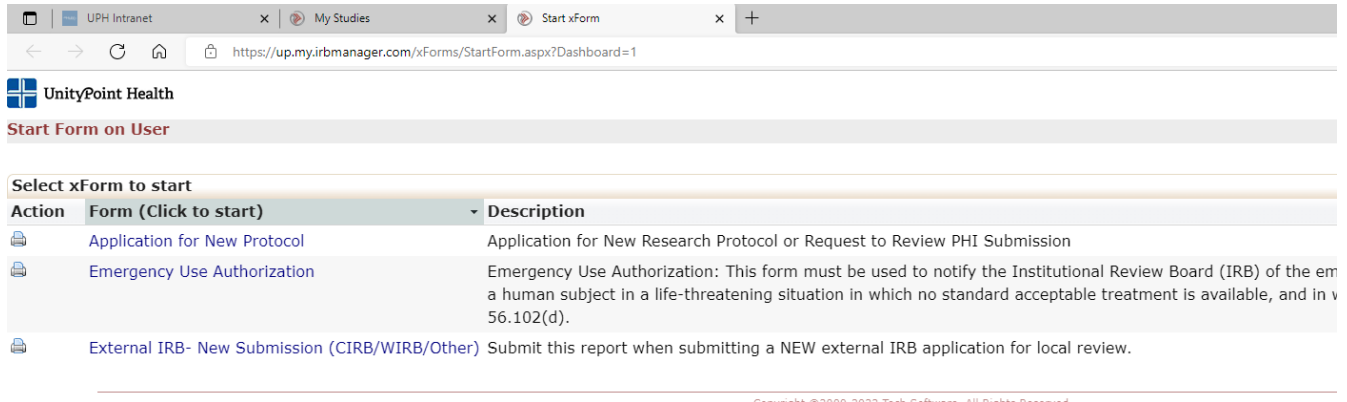 UPH Intranet
My Studies
Start xForm
https://up.my.irbmanager.com/xForms/StartForm.aspx?Dashboard=1
UnityPoint Health
Start Form on User
Select xForm to start
Action Form (Click to start) Description
Application for New Protocol Application for New Research Protocol or Request to Review PHI Submission
Emergency Use Authorization Emergency Use Authorization: This form must be used to notify the Institutional Review Board (IRB) of the em
a human subject in a life-threatening situation in which no standard acceptable treatment is available, and in w
56.102(d).
External IRB- New Submission (CIRB/WIRB/Other) Submit this report when submitting a NEW external IRB application for local review.
Tech Software. All Rights Reserved.